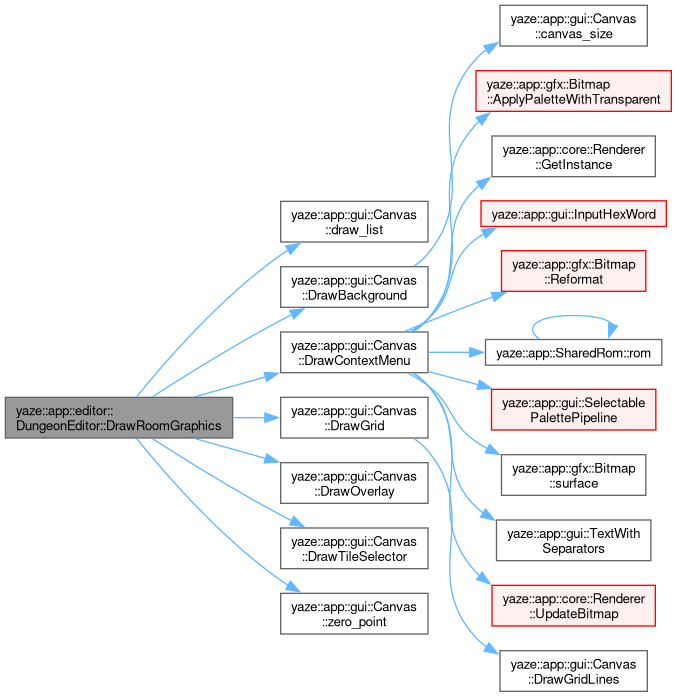 yaze::app::editor::
DungeonEditor::DrawRoomGraphics
yaze::app::gui::Canvas
::draw_list
yaze::app::gui::Canvas
::DrawBackground
yaze::app::gui::Canvas
::DrawContextMenu
yaze::app::gui::Canvas
::DrawGrid
yaze::app::gui::Canvas
::DrawOverlay
yaze::app::gui::Canvas
::DrawTileSelector
yaze::app::gui::Canvas
::zero_point
yaze::app::gui::Canvas
::canvas_size
yaze::app::gfx::Bitmap
::ApplyPaletteWithTransparent
yaze::app::core::Renderer
::GetInstance
yaze::app::gui::InputHexWord
yaze::app::gfx::Bitmap
::Reformat
yaze::app::SharedRom::rom
yaze::app::gui::Selectable
PalettePipeline
yaze::app::gfx::Bitmap
::surface
yaze::app::gui::TextWith
Separators
yaze::app::core::Renderer
::UpdateBitmap
yaze::app::gui::Canvas
::DrawGridLines